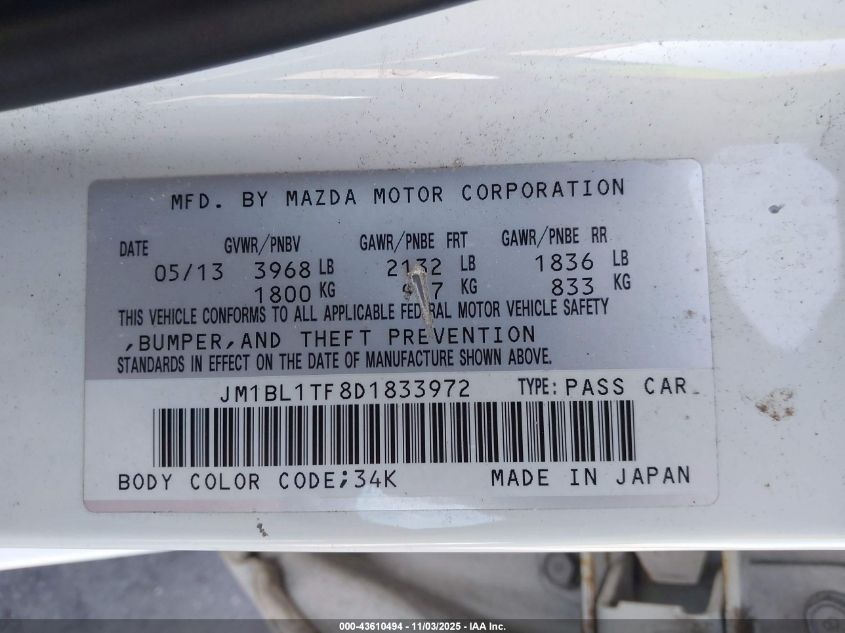 MFD. BY MAZDA MOTOR CORPORATION
DATE GVWR/PNBV GAWR/PNBE FRT GAWR/PNBE RR
05/13 3968 LB 2132 LB 1836 LB
1800 KG KG 833 KG
THIS VEHICLE CONFORMS TO ALL APPLICABLE FEDERAL MOTOR VEHICLE SAFETY
,BUMPER,AND THEFT PREVENTION
STANDARDS IN EFFECT ON THE DATE OF MANUFACTURE SHOWN ABOVE.
JM1BL1TF8D1833972 TYPE: PASS CAR
BODY COLOR CODE;34K MADE IN JAPAN
000-43610494 - 11/03/2025 - IAA Inc.